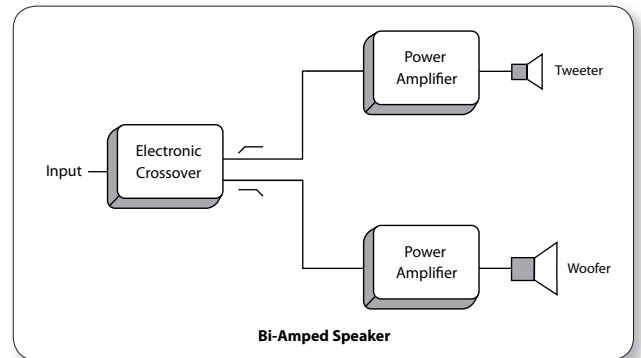 Power
Amplifier
Tweeter
Electronic
Crossover
Input
Power
Amplifier
Woofer
Bi-Amped Speaker